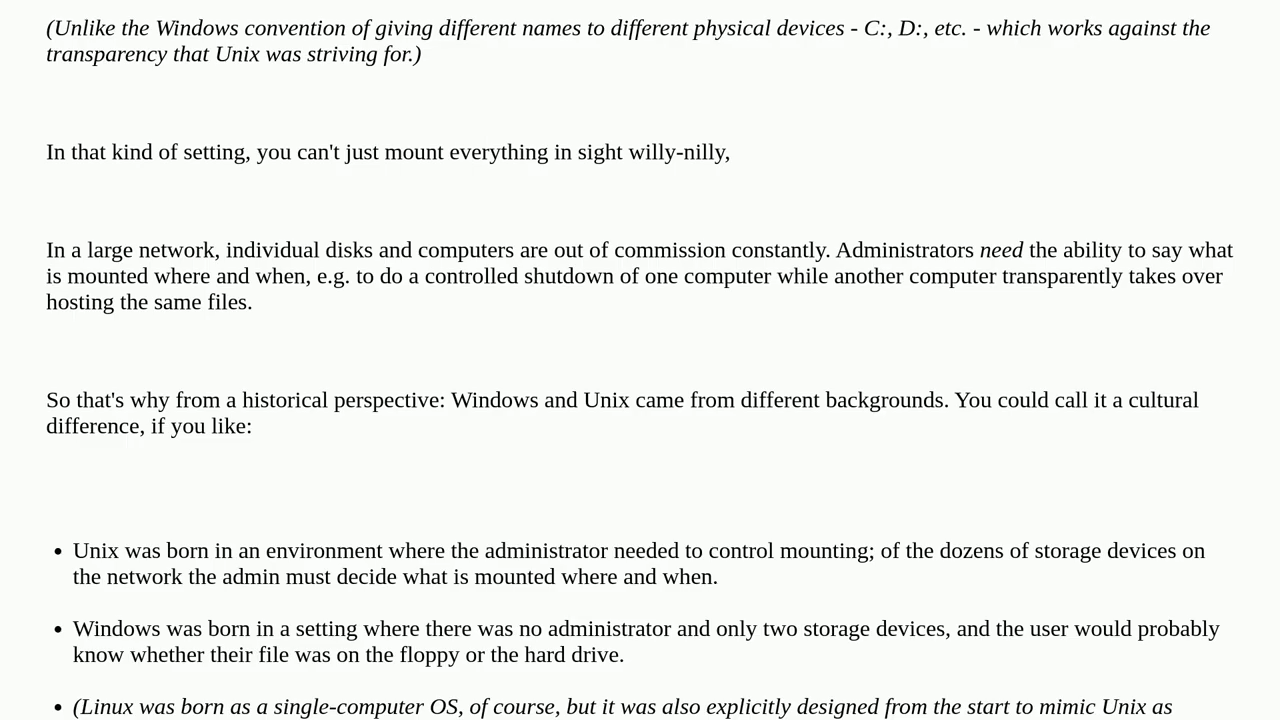 (Unlike the Windows convention of giving different names to different physical devices - C:, D:, etc. - which works against the
transparency that Unix was striving for.)
In that kind of setting, you can't just mount everything in sight willy-nilly,
In a large network, individual disks and computers are out of commission constantly. Administrators need the ability to say what
is mounted where and when, e.g. to do a controlled shutdown of one computer while another computer transparently takes over
hosting the same files.
So that's why from a historical perspective: Windows and Unix came from different backgrounds. You could call it a cultural
difference, if you like:
• Unix was born in an environment where the administrator needed to control mounting; of the dozens of storage devices on
the network the admin must decide what is mounted where and when.
• Windows was born in a setting where there was no administrator and only two storage devices, and the user would probably
know whether their file was on the floppy or the hard drive.
• (Linux was born as a single-computer OS, of course, but it was also explicitly designed from the start to mimic Unix as